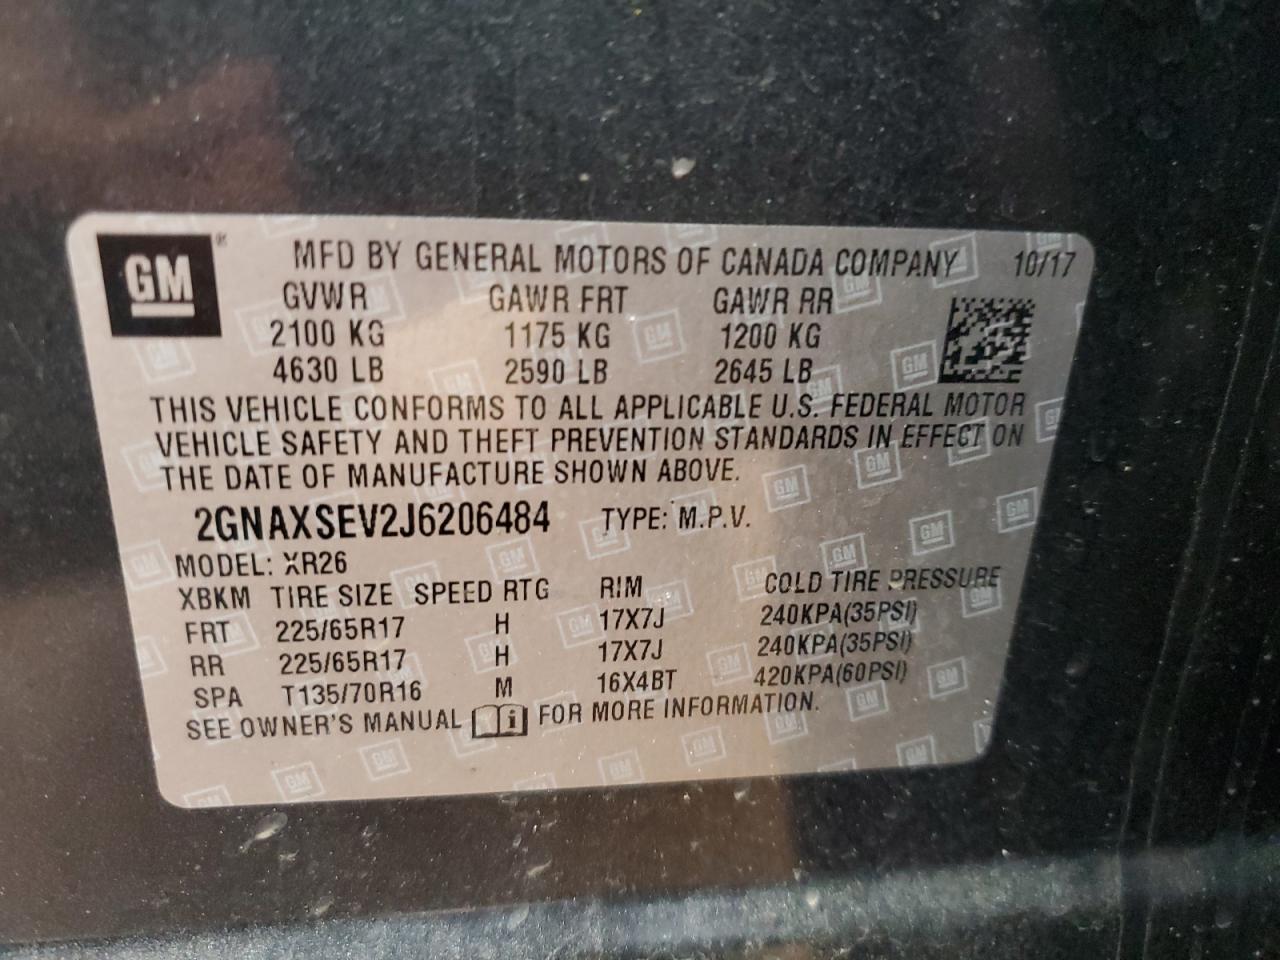 GM ® MFD BY GENERAL MOTORS OF CANADA COMPANY 10/17
GVWR GAWR FRT GAWR RR
2100 KG 1175 KG 1200 KG
4630 LB 2590 LB 2645 LB
THIS VEHICLE CONFORMS TO ALL APPLICABLE U.S. FEDERAL MOTOR
VEHICLE SAFETY AND THEFT PREVENTION STANDARDS IN EFFECT ON
THE DATE OF MANUFACTURE SHOWN ABOVE.
2GNAXSEV2J6206484 TYPE: M.P.V.
MODEL: XR26
XBKM TIRE SIZE SPEED RTG RIM COLD TIRE PRESSURE
FRT 225/65R17 H 17X7J 240KPA(35PSI)
RR 225/65R17 H 17X7J 240KPA(35PSI)
SPA T135/70R16 M 16X4BT 420KPA(60PSI)
SEE OWNER'S MANUAL i FOR MORE INFORMATION.